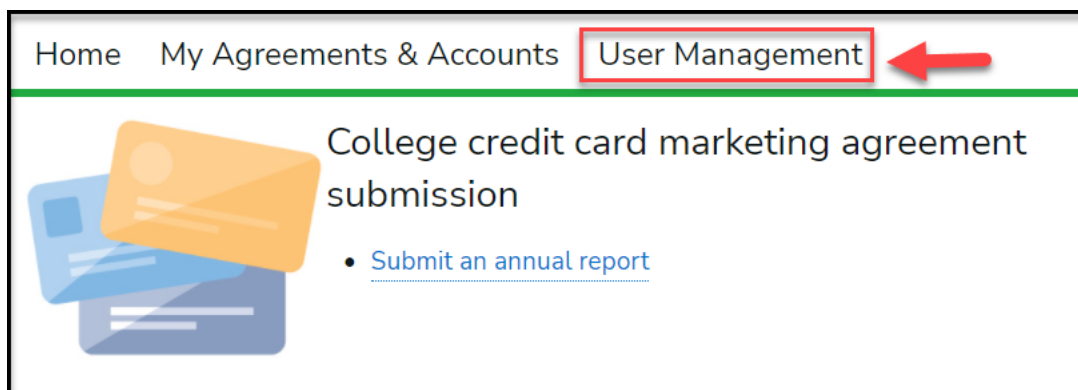 Home My Agreements & Accounts User Management
College credit card marketing agreement
submission
• Submit an annual report